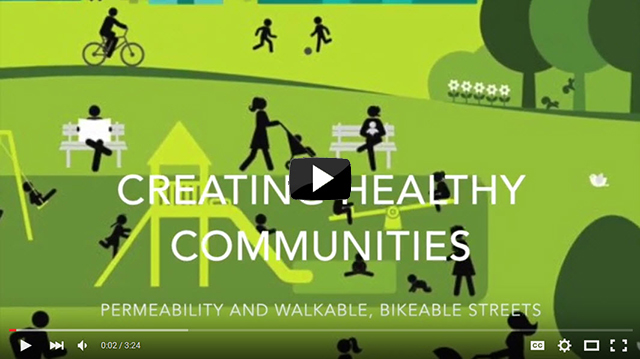 CREATING HEALTHY
COMMUNITIES
PERMEABILITY AND WALKABLE, BIKEABLE STREETS
0:02 / 3:24
CC